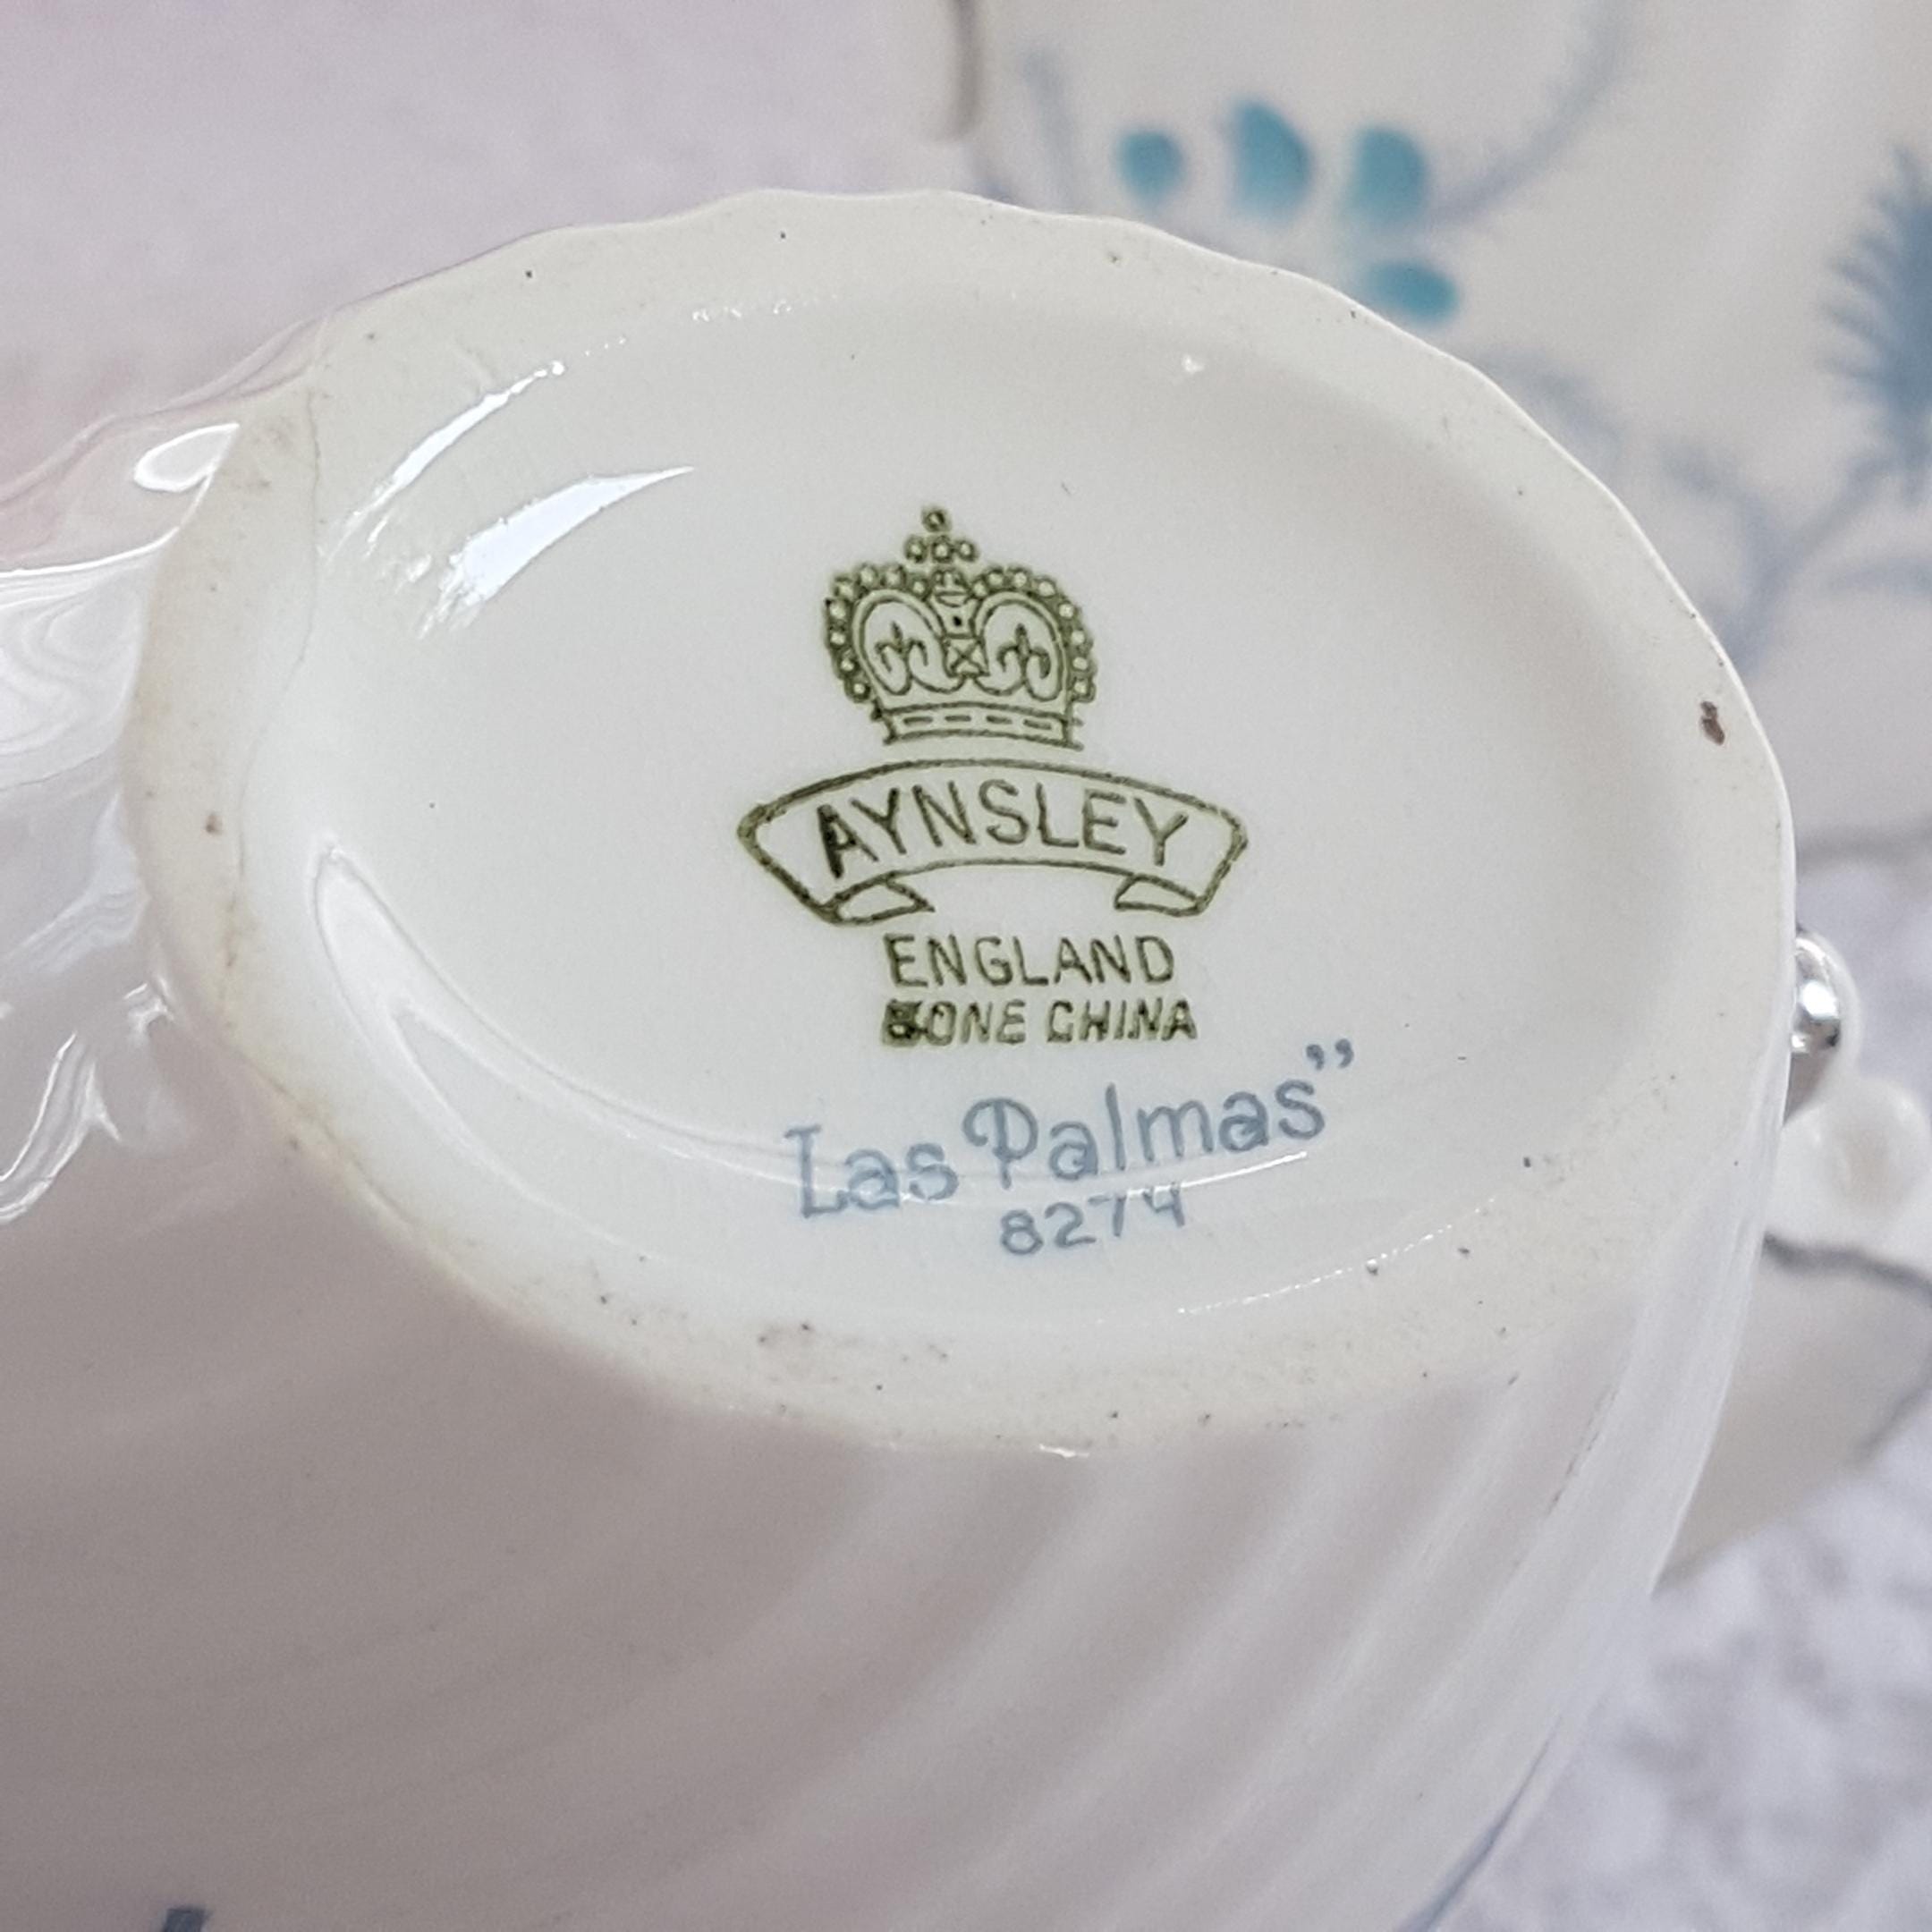 AYNSLEY
ENGLAND
BONE CHINA
Las Palmas”
8274